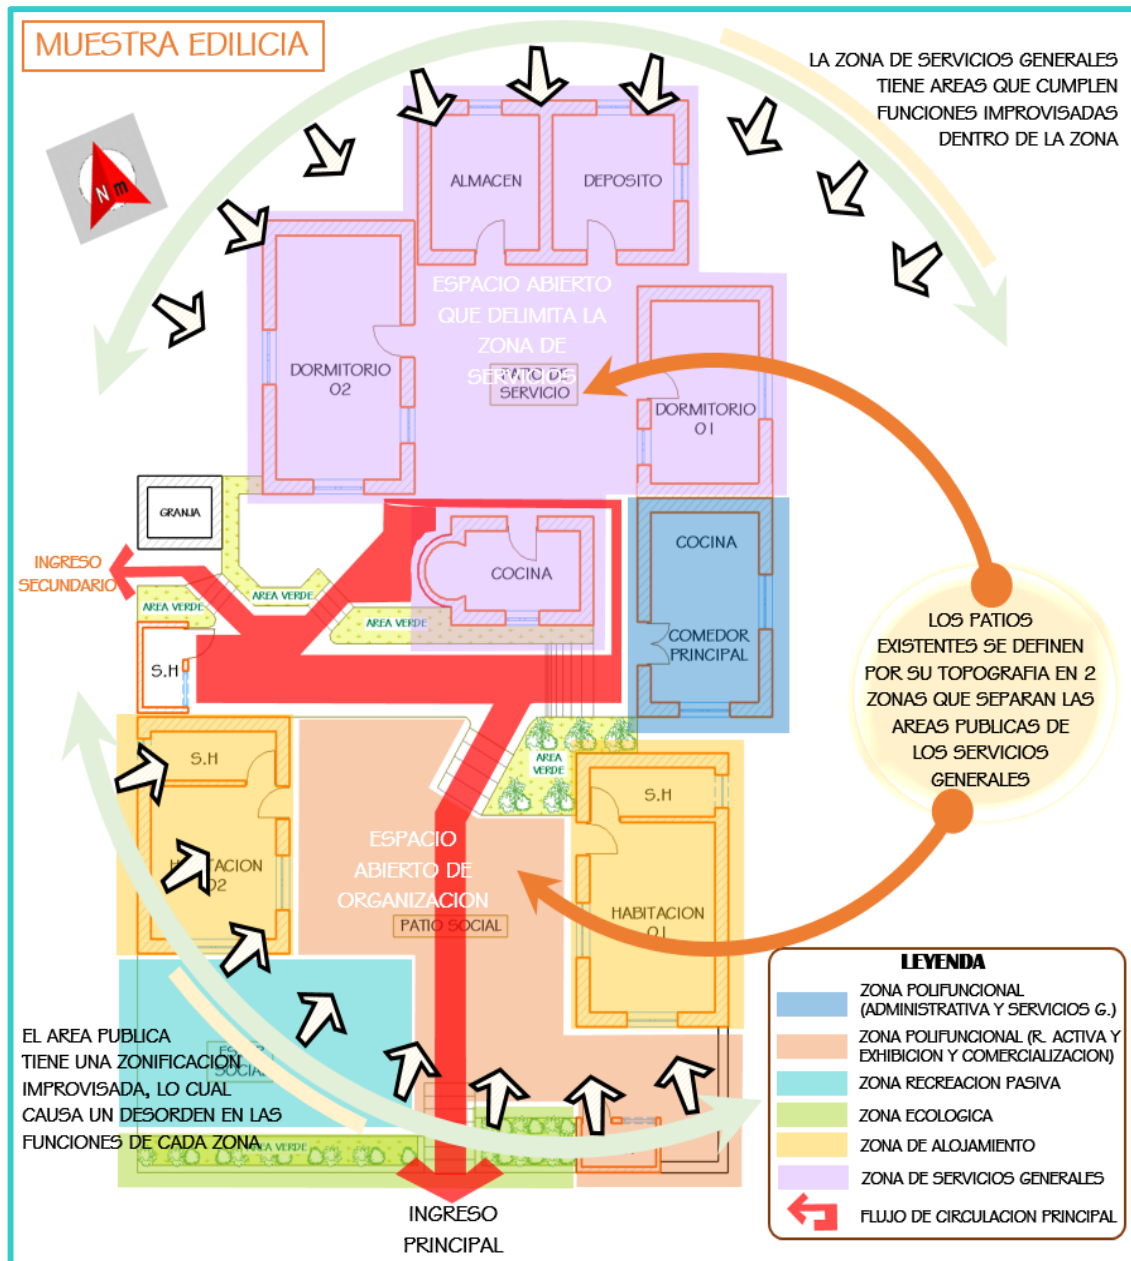 MUESTRA EDILICIA
LA ZONA DE SERVICIOS GENERALES
TIENE AREAS QUE CUMPLEN
FUNCIONES IMPROVISADAS
DENTRO DE LA ZONA
N m
ALMACEN
DEPOSITO
ESPACIO ABIERTO
QUE DELIMITA LA
ZONA DE
SERVICIOS
PATIO DE
SERVICIO
DORMITORIO
02
DORMITORIO
01
GRANJA
INGRESO
SECUNDARIO
AREA VERDE
AREA VERDE
AREA VERDE
COCINA
COCINA
COMEDOR
PRINCIPAL
S.H
LOS PATIOS
EXISTENTES SE DEFINEN
POR SU TOPOGRAFIA EN 2
ZONAS QUE SEPARAN LAS
AREAS PUBLICAS DE
LOS SERVICIOS
GENERALES
S.H
AREA
VERDE
S.H
HABITACION
02
ESPACIO
ABIERTO DE
ORGANIZACION
PATIO SOCIAL
HABITACION
01
EL AREA PUBLICA
TIENE UNA ZONIFICACION
IMPROVISADA, LO CUAL
CAUSA UN DESORDEN EN LAS
FUNCIONES DE CADA ZONA
SOCIAL
AREA VERDE
INGRESO
PRINCIPAL
LEYENDA
ZONA POLIFUNCIONAL
(ADMINISTRATIVA Y SERVICIOS G.)
ZONA POLIFUNCIONAL (R. ACTIVA Y
EXHIBICION Y COMERCIALIZACION)
ZONA RECREACION PASIVA
ZONA ECOLOGICA
ZONA DE ALOJAMIENTO
ZONA DE SERVICIOS GENERALES
FLUJO DE CIRCULACION PRINCIPAL